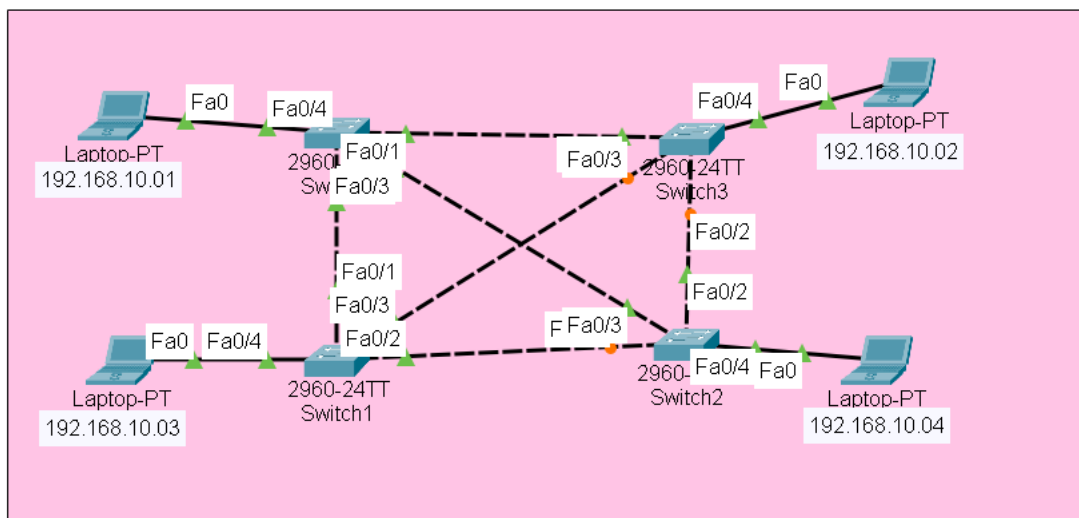 Fa0
Fa0/4
Laptop-PT
192.168.10.01
Fa0/1
2960-
Sw
Fa0/3
Fa0/4
Fa0
Laptop-PT
192.168.10.02
Fa0/3
2960-24TT
Switch3
Fa0/2
Fa0/2
Fa0/1
Fa0/3
Fa0/2
Fa0
Fa0/4
Laptop-PT
192.168.10.03
2960-24TT
Switch1
F
Fa0/3
2960-
Switch2
Fa0/4
Fa0
Laptop-PT
192.168.10.04